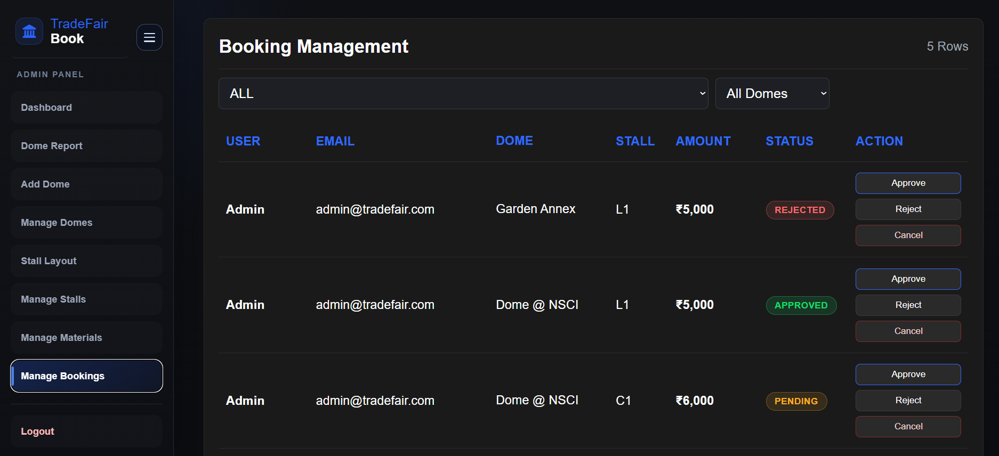 TradeFair
Book
ADMIN PANEL
Dashboard
Dome Report
Add Dome
Manage Domes
Stall Layout
Manage Stalls
Manage Materials
Manage Bookings
Logout
Booking Management
5 Rows
ALL
All Domes
USER EMAIL DOME STALL AMOUNT STATUS ACTION
Admin admin@tradefair.com Garden Annex L1 ₹5,000 REJECTED
Approve
Reject
Cancel
Admin admin@tradefair.com Dome @ NSCI L1 ₹5,000 APPROVED
Approve
Reject
Cancel
Admin admin@tradefair.com Dome @ NSCI C1 ₹6,000 PENDING
Approve
Reject
Cancel